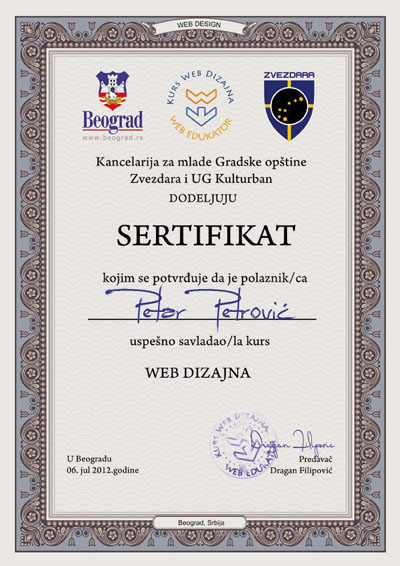 WEB DESIGN
Beograd
www.beograd.rs
KURS WEB DIZAJNA
WEB EDUKATOR
ZVEZDARA
Kancelarija za mlade Gradske opštine
Zvezdara i UG Kulturban
DODELJUJU
SERTIFIKAT
kojim se potvrđuje da je polaznik/ca
Petar Petrović
uspešno savladao/la kurs
WEB DIZAJNA
KURS WEB DIZAJNA
WEB EDUKATOR
Dragan Filipovic
U Beogradu
06. jul 2012.godine
Predavač
Dragan Filipović
Beograd, Srbija